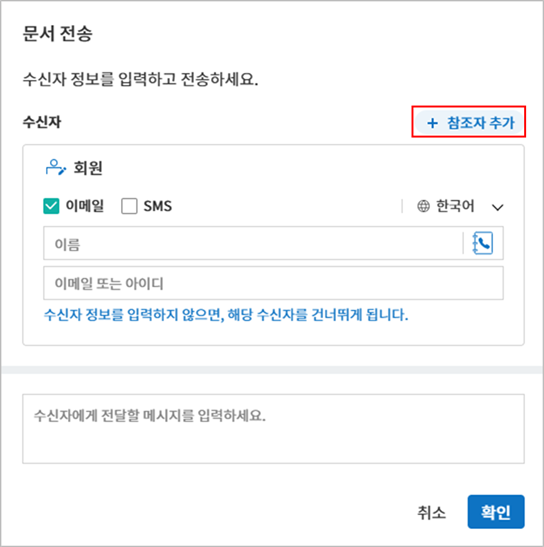 문서 전송
수신자 정보를 입력하고 전송하세요.
수신자
+ 참조자 추가
회원
이메일 SMS 한국어
이름
이메일 또는 아이디
수신자 정보를 입력하지 않으면, 해당 수신자를 건너뛰게 됩니다.
수신자에게 전달할 메시지를 입력하세요.
취소 확인